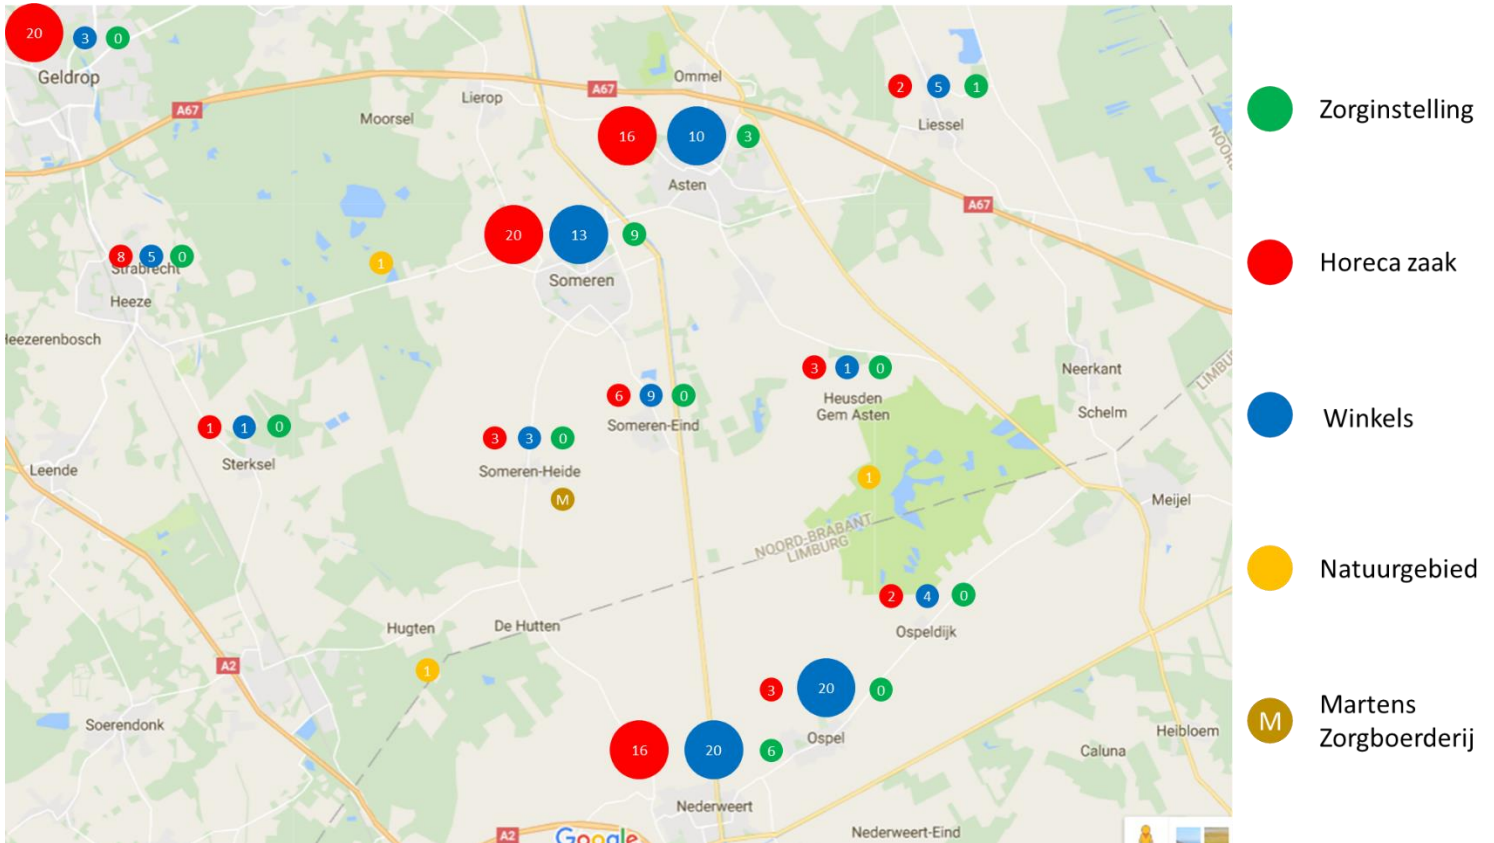 20 3 0
Geldrop
A67
Moorsel
Lierop
A67
Ommel
16 10 3
Asten
2 5 1
Liessel
NOORD
A67
20 13 9
Someren
8 5 0
Strabrecht
Heeze
1
Heezerenbosch
3 1 0
Heusden
Gem Asten
Neerkant
LIMBU
Schelm
6 9 0
Someren-Eind
1 1 0
Sterksel
3 3 0
Someren-Heide
M
Leende
1
Meijel
NOORD-BRABANT
LIMBURG
2 4 0
Ospeldijk
Hugten
De Hutten
A2
1
3 20 0
Ospel
Soerendonk
16 20 6
Nederweert
Heibloem
Caluna
A2
Google
Nederweert-Eind
Zorginstelling
Horeca zaak
Winkels
Natuurgebied
M
Martens
Zorgboerderij